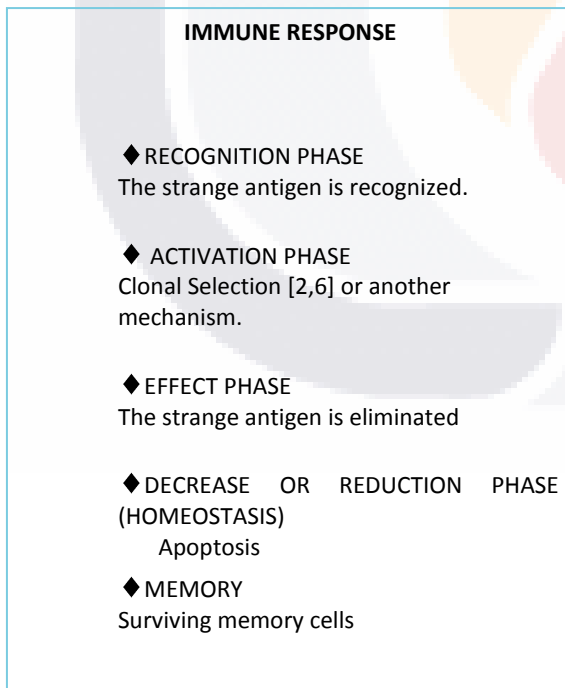 IMMUNE RESPONSE
♦RECOGNITION PHASE
The strange antigen is recognized.
♦ ACTIVATION PHASE
Clonal Selection [2,6] or another
mechanism.
♦EFFECT PHASE
The strange antigen is eliminated
♦DECREASE OR REDUCTION PHASE
(HOMEOSTASIS)
Apoptosis
♦MEMORY
Surviving memory cells